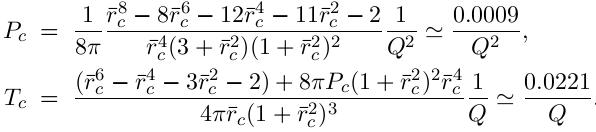 P_c = \frac{1}{8\pi} \frac{\bar{r}_c^8 - 8\bar{r}_c^6 - 12\bar{r}_c^4 - 11\bar{r}_c^2 - 2}{\bar{r}_c^4(3 + \bar{r}_c^2)(1 + \bar{r}_c^2)^2} \frac{1}{Q^2} \simeq \frac{0.0009}{Q^2},
T_c = \frac{(\bar{r}_c^6 - \bar{r}_c^4 - 3\bar{r}_c^2 - 2) + 8\pi P_c(1 + \bar{r}_c^2)^2 \bar{r}_c^4}{4\pi \bar{r}_c(1 + \bar{r}_c^2)^3} \frac{1}{Q} \simeq \frac{0.0221}{Q}.